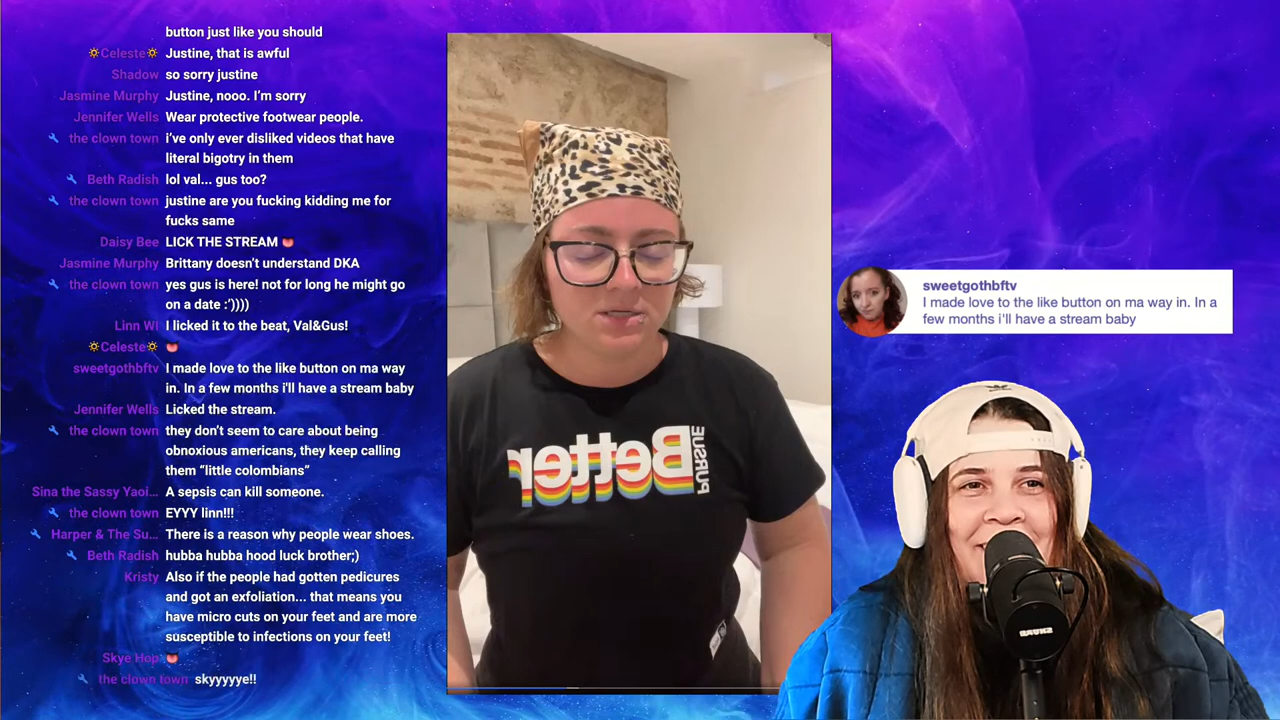 button just like you should
Celeste Justine, that is awful
Shadow so sorry justine
Jasmine Murphy Justine, nooo. I'm sorry
Jennifer Wells Wear protective footwear people.
the clown town i've only ever disliked videos that have
literal bigotry in them
Beth Radish lol val... gus too?
the clown town justine are you fucking kidding me for
fucks same
Daisy Bee LICK THE STREAM 👅
Jasmine Murphy Brittany doesn't understand DKA
the clown town yes gus is here! not for long he might go
on a date :'))))
Linn Wi I licked it to the beat, Val&Gus!
Celeste 👅
sweetgothbftv I made love to the like button on ma way
in. In a few months i'll have a stream baby
Jennifer Wells Licked the stream.
the clown town they don't seem to care about being
obnoxious americans, they keep calling
them “little colombians”
Sina the Sassy Yaoi... A sepsis can kill someone.
the clown town EYYY linn!!!
Harper & The Su... There is a reason why people wear shoes.
Beth Radish hubba hubba hood luck brother;)
Kristy Also if the people had gotten pedicures
and got an exfoliation... that means you
have micro cuts on your feet and are more
susceptible to infections on your feet!
Skye Hop 👅
the clown town skyyyyye!!
PURSUE
Better
sweetgothbftv
I made love to the like button on ma way in. In a
few months i'll have a stream baby
SHURE